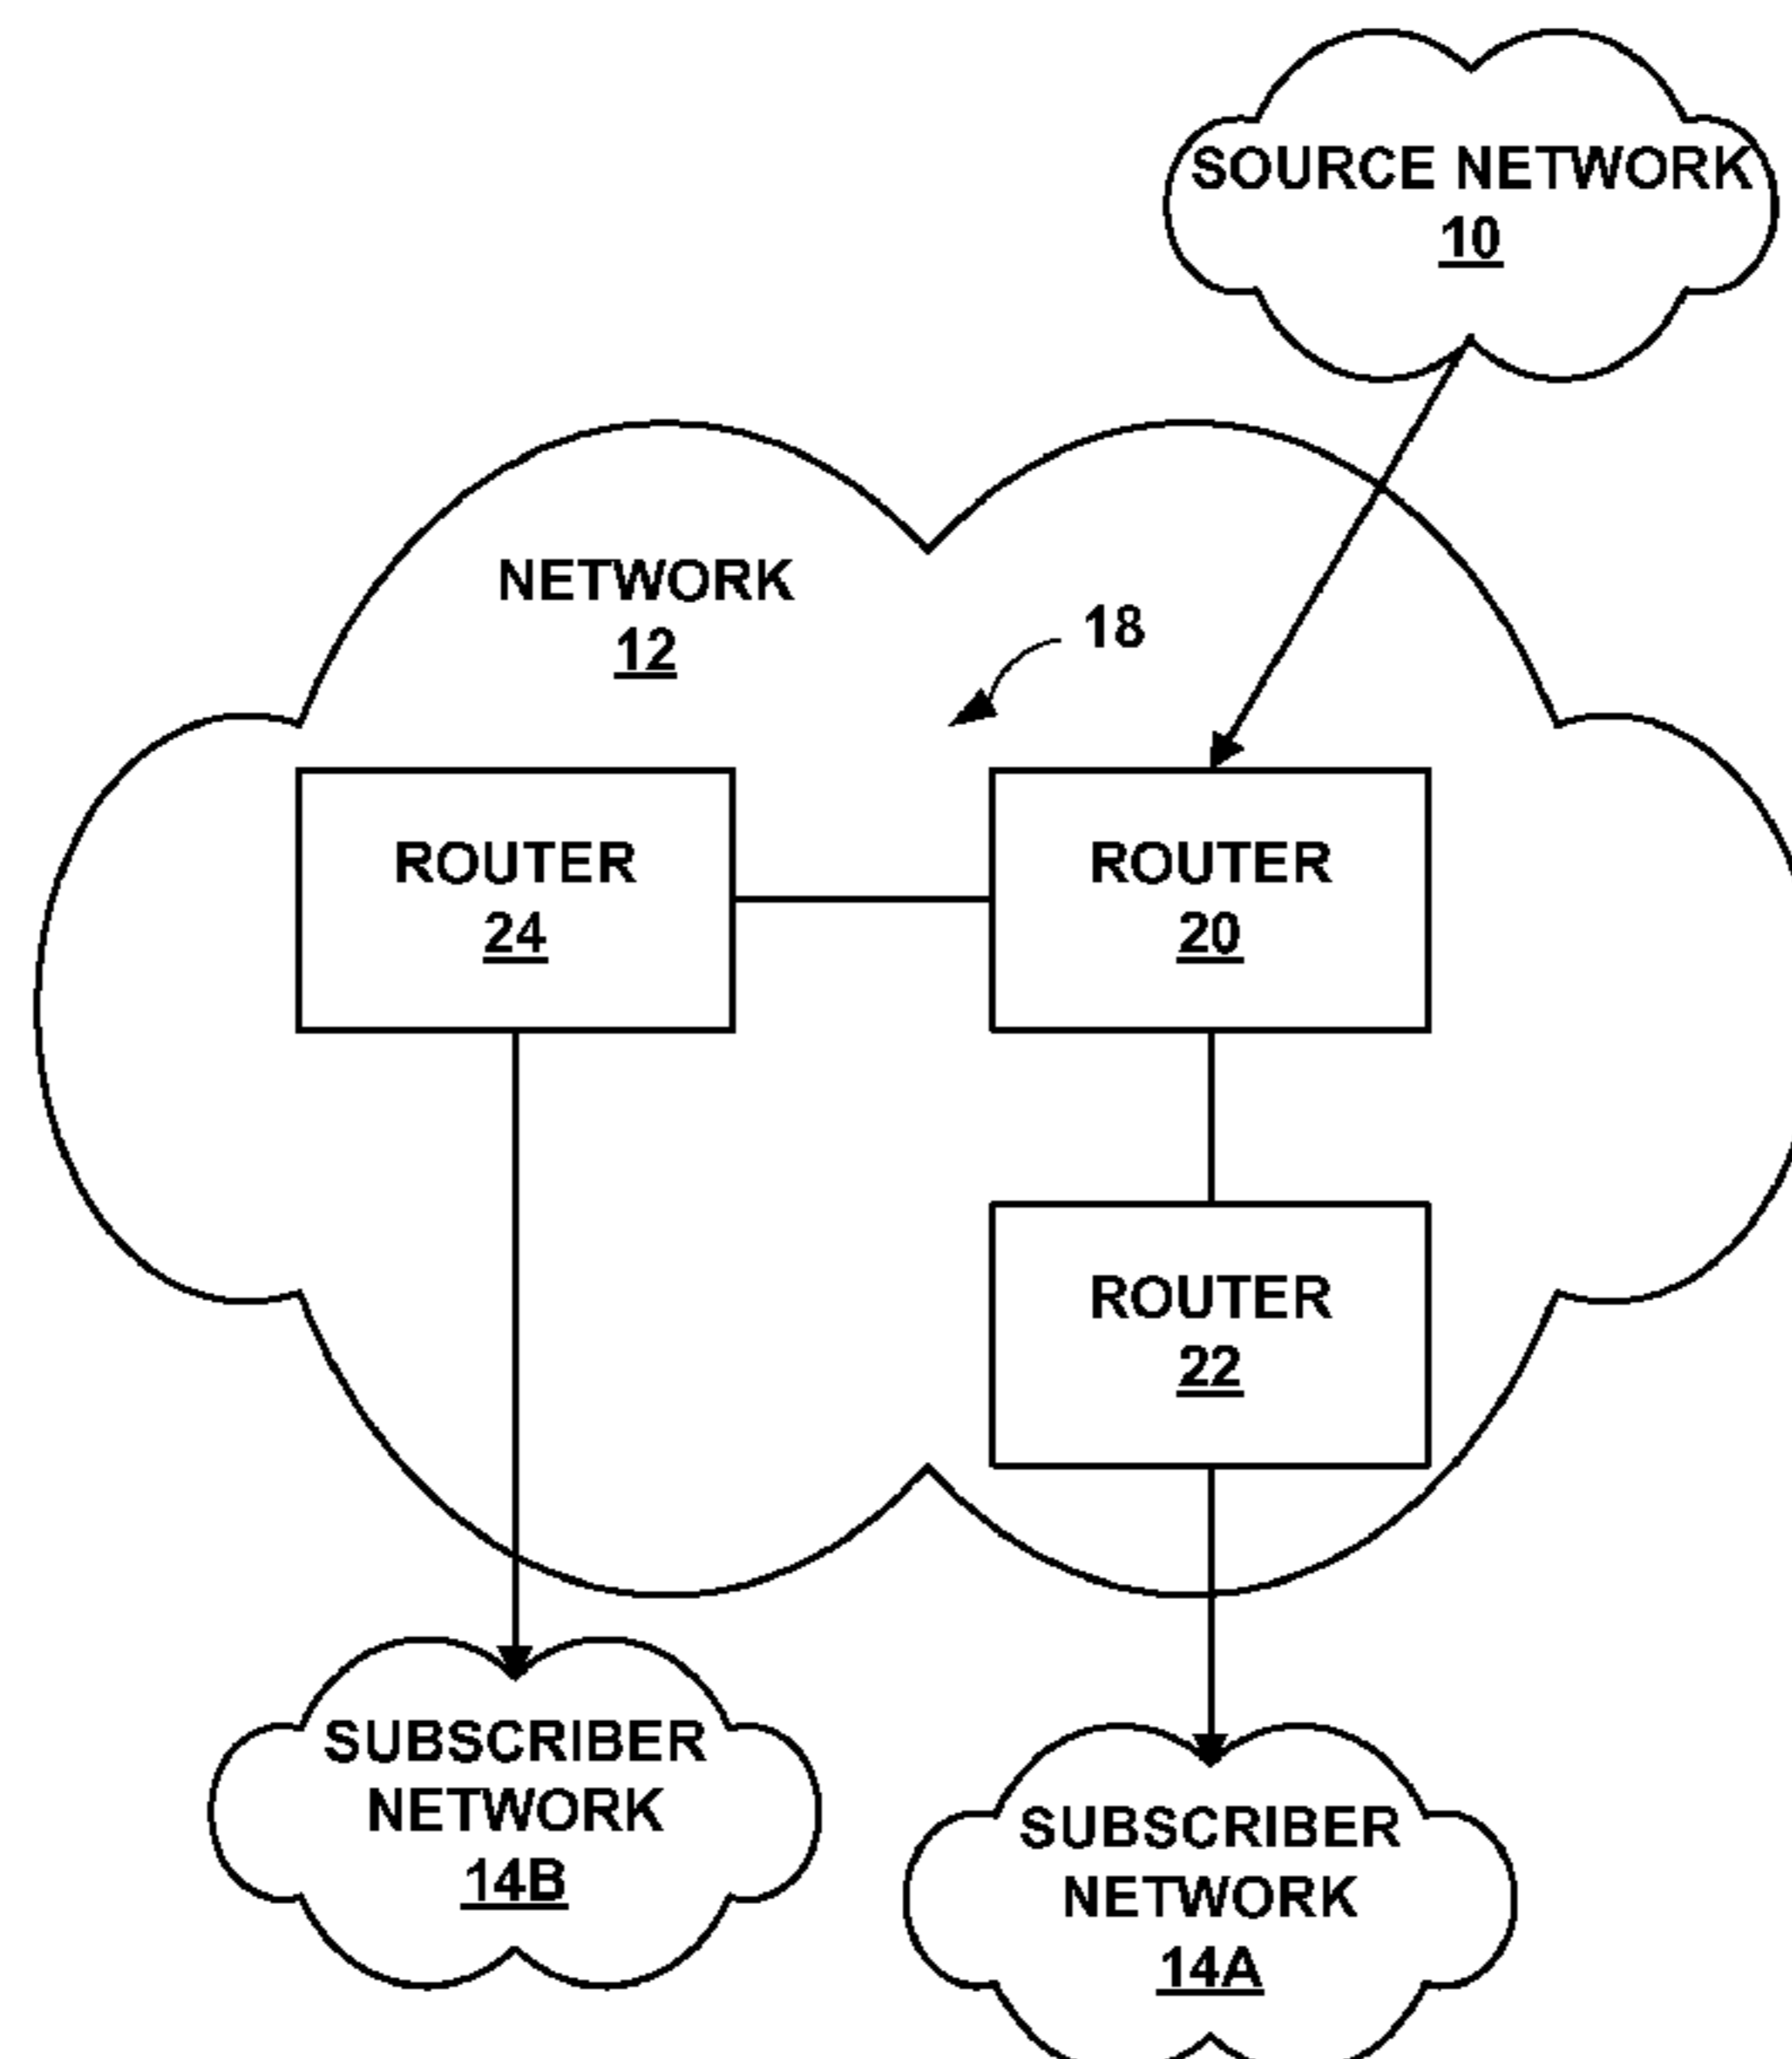 SOURCE NETWORK
10
NETWORK
12
18
ROUTER
24
ROUTER
20
ROUTER
22
SUBSCRIBER
NETWORK
14B
SUBSCRIBER
NETWORK
14A